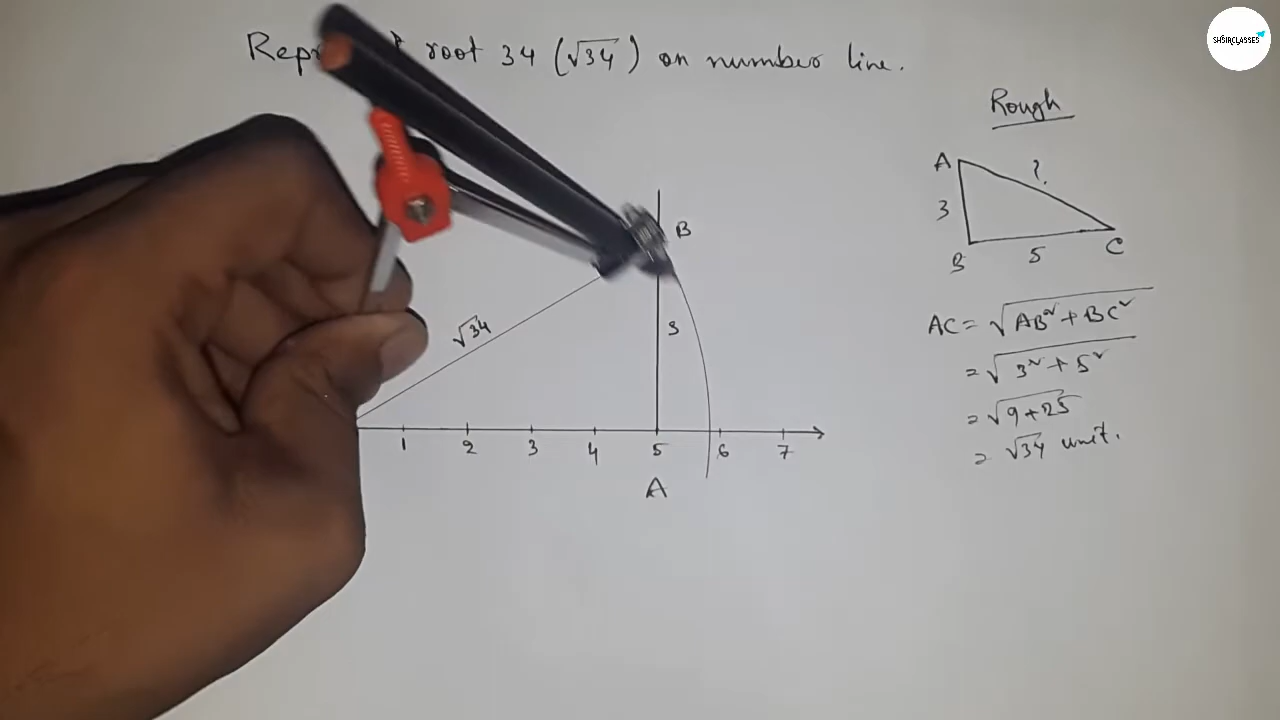 root 34 (√34) on number line.
SHSIRCLASSES
Rough
A
?
3
B
5
C
AC = √AB² + BC²
= √3² + 5²
= √9+25
= √34 unit.
B
√34
3
1 2 3 4 5 6 7
A